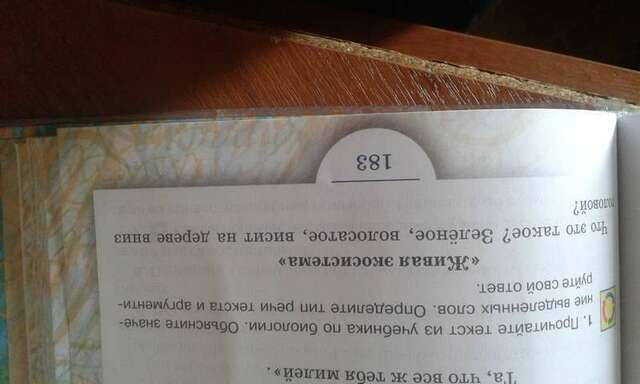 Та, что все ж тебя милей».
1. Прочитайте текст из учебника по биологии. Объясните значе-
ние выделенных слов. Определите тип речи текста и аргументи-
руйте свой ответ.
«Живая экосистема»
Что это такое? Зелёное, волосатое, висит на дереве вниз
головой?
183